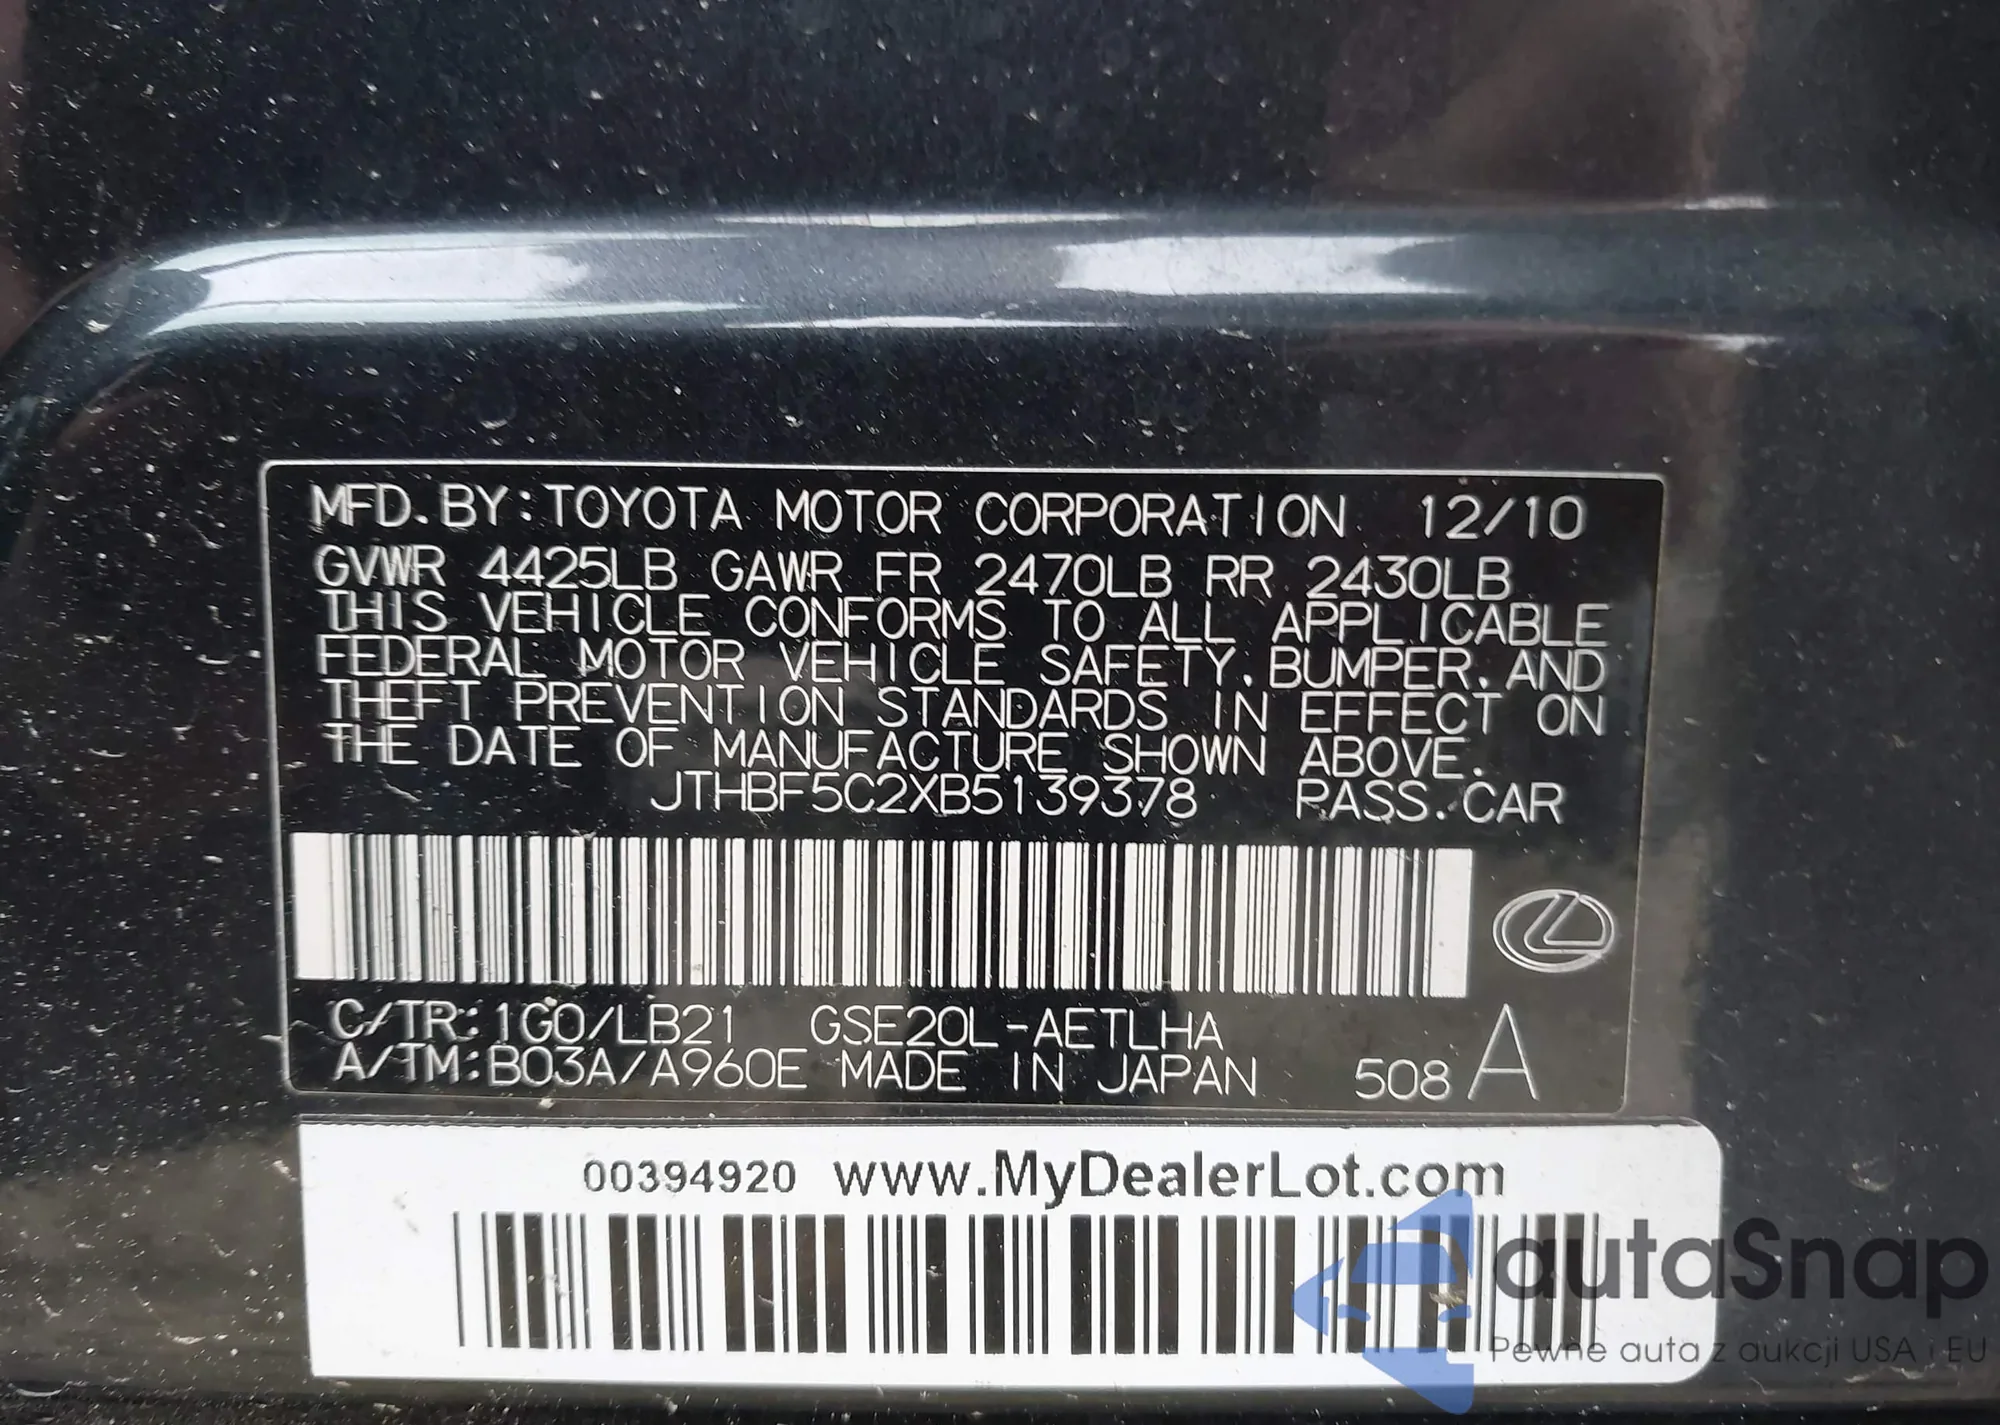 MFD. BY: TOYOTA MOTOR CORPORATION 12/10
GVWR 4425LB GAWR FR 2470LB RR 2430LB
THIS VEHICLE CONFORMS TO ALL APPLICABLE
FEDERAL MOTOR VEHICLE SAFETY, BUMPER, AND
THEFT PREVENTION STANDARDS IN EFFECT ON
THE DATE OF MANUFACTURE SHOWN ABOVE.
JTHBF5C2XB5139378 PASS. CAR
C/TR: 1G0/LB21 GSE20L-AETLHA
A/TM: B03A/A960E MADE IN JAPAN 508 A
00394920 www.MyDealerLot.com
autaSnap
Pewne auta z aukcji USA i EU